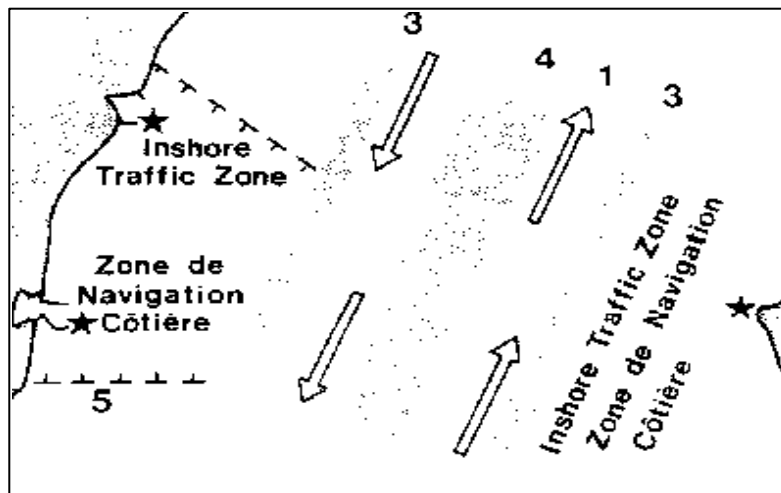 3
4
1
3
Inshore
Traffic Zone
Zone de
Navigation
Côtière
5
Inshore Traffic Zone
Zone de Navigation
Côtière